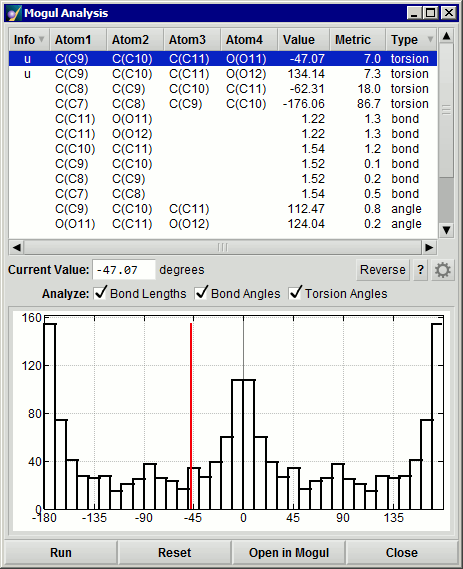 Mogul Analysis
Info Atom1 Atom2 Atom3 Atom4 Value Metric Type
u C(C9) C(C10) C(C11) O(O11) -47.07 7.0 torsion
u C(C9) C(C10) C(C11) O(O12) 134.14 7.3 torsion
C(C8) C(C9) C(C10) C(C11) -62.31 18.0 torsion
C(C7) C(C8) C(C9) C(C10) -176.06 86.7 torsion
C(C11) O(O11) 1.22 1.3 bond
C(C11) O(O12) 1.22 1.3 bond
C(C10) C(C11) 1.54 1.2 bond
C(C9) C(C10) 1.52 0.1 bond
C(C8) C(C9) 1.52 0.2 bond
C(C7) C(C8) 1.54 0.5 bond
C(C9) C(C10) C(C11) 112.47 0.8 angle
O(O11) C(C11) O(O12) 124.04 0.2 angle
Current Value: -47.07 degrees Reverse ?
Analyze: Bond Lengths Bond Angles Torsion Angles
160
120
80
40
0
-180 -135 -90 -45 0 45 90 135
Run Reset Open in Mogul Close